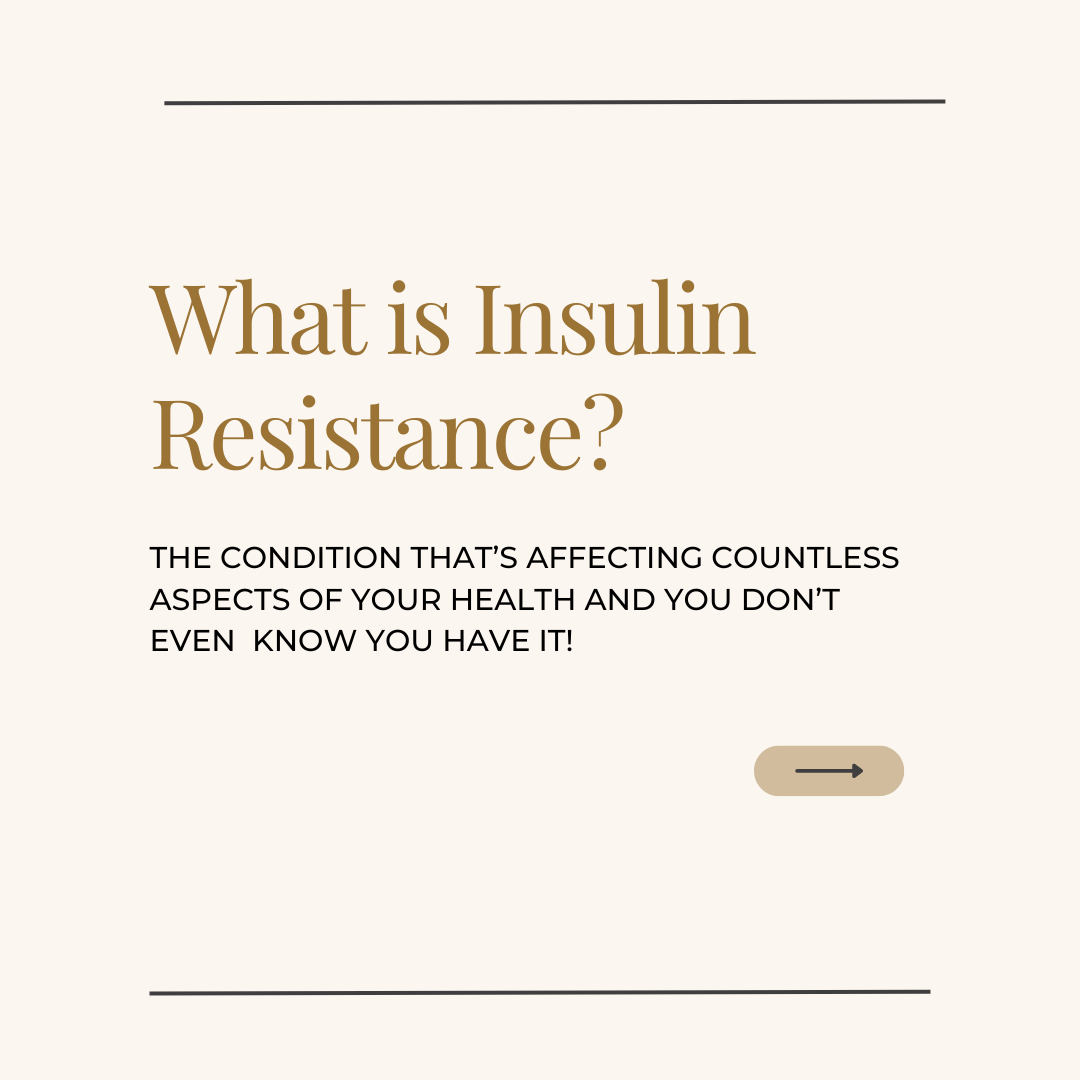 What is Insulin
Resistance?
THE CONDITION THAT’S AFFECTING COUNTLESS
ASPECTS OF YOUR HEALTH AND YOU DON’T
EVEN  KNOW YOU HAVE IT!